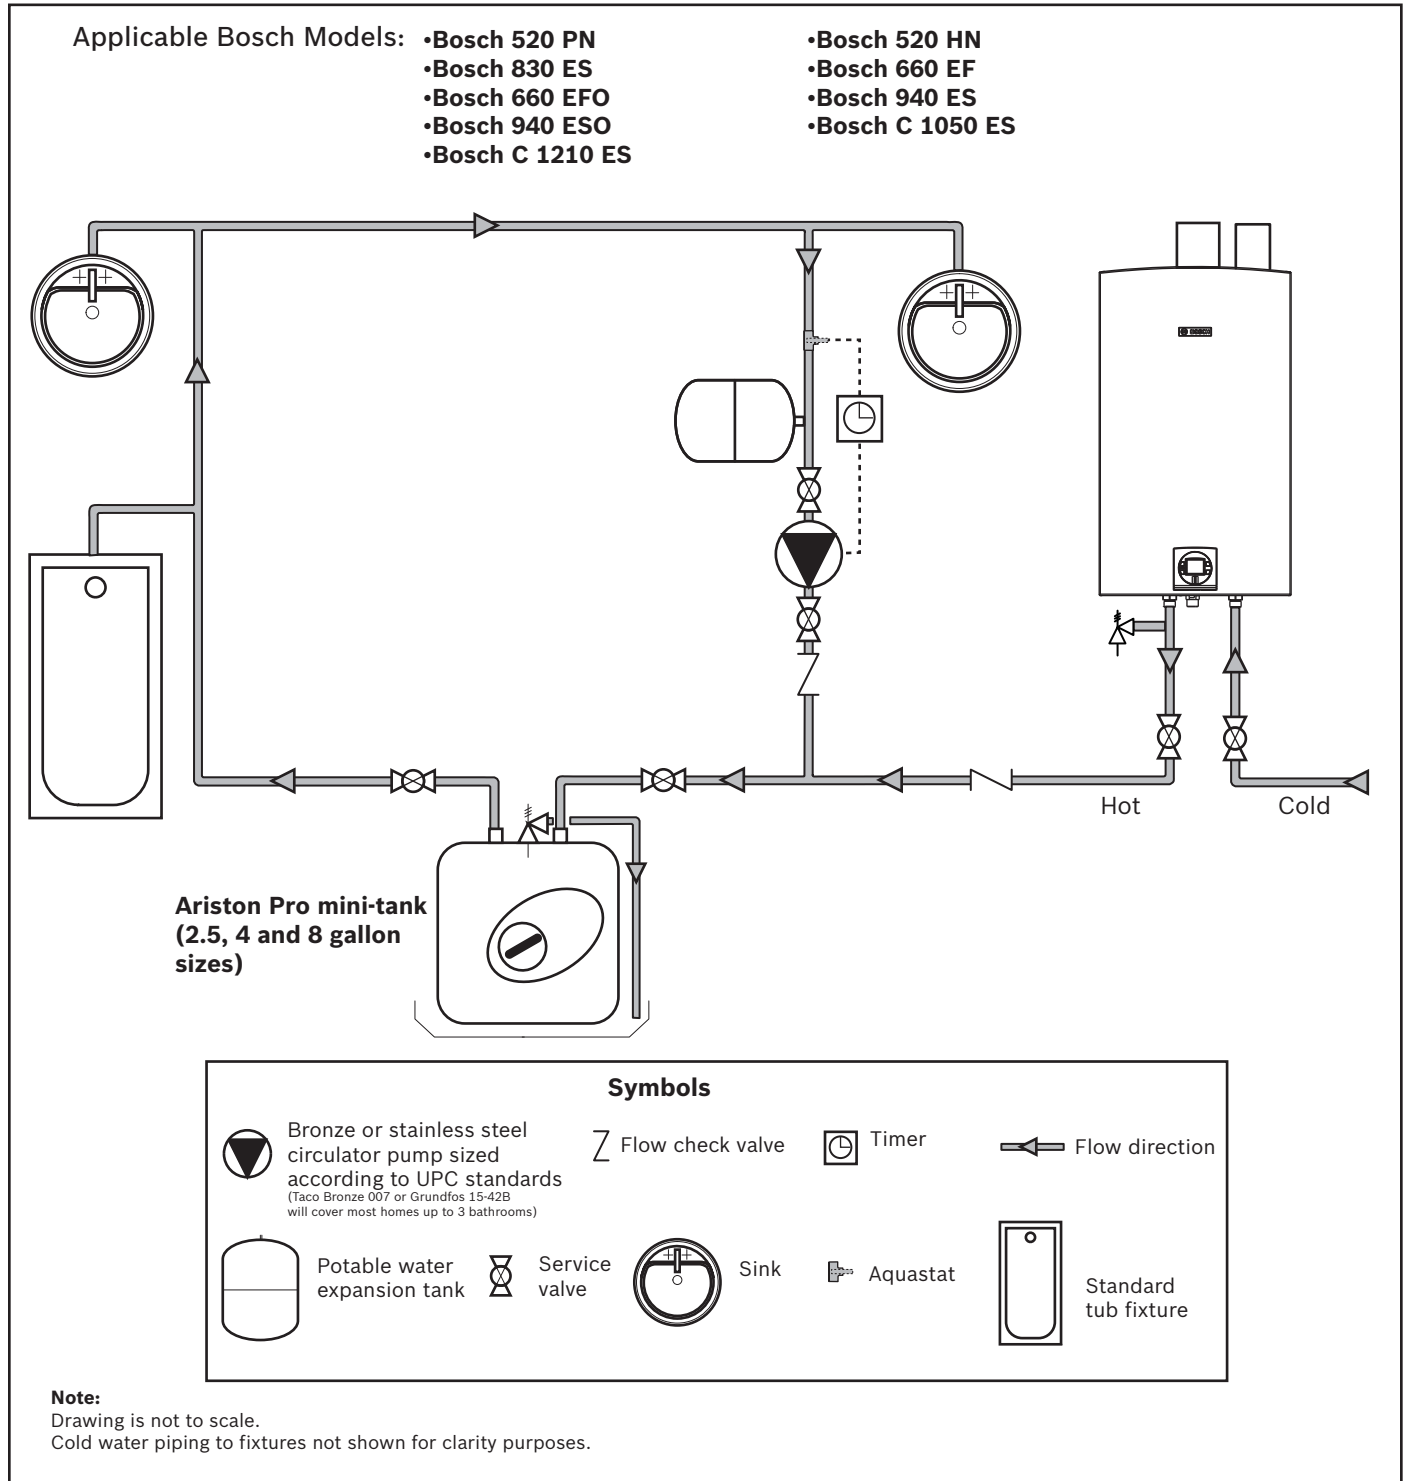 Applicable Bosch Models:
•Bosch 520 PN
•Bosch 830 ES
•Bosch 660 EFO
•Bosch 940 ESO
•Bosch C 1210 ES
•Bosch 520 HN
•Bosch 660 EF
•Bosch 940 ES
•Bosch C 1050 ES
BOSCH
Hot
Cold
Ariston Pro mini-tank
(2.5, 4 and 8 gallon
sizes)
Symbols
Bronze or stainless steel
circulator pump sized
according to UPC standards
(Taco Bronze 007 or Grundfos 15-42B
will cover most homes up to 3 bathrooms)
Flow check valve
Timer
Flow direction
Potable water
expansion tank
Service
valve
Sink
Aquastat
Standard
tub fixture
Note:
Drawing is not to scale.
Cold water piping to fixtures not shown for clarity purposes.